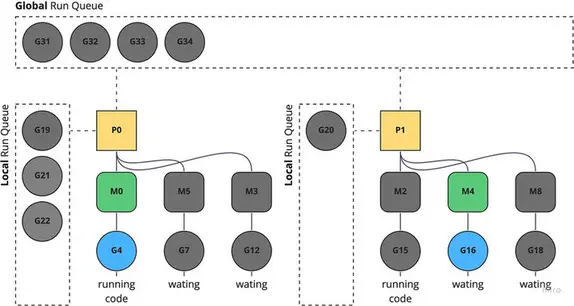 Global Run Queue
G31 G32 G33 G34
Local Run Queue
G19
G21
G22
P0
M0 M5 M3
G4 G7 G12
running code wating wating
Local Run Queue
G20
P1
M2 M4 M8
G15 G16 G18
running code wating wating
miro